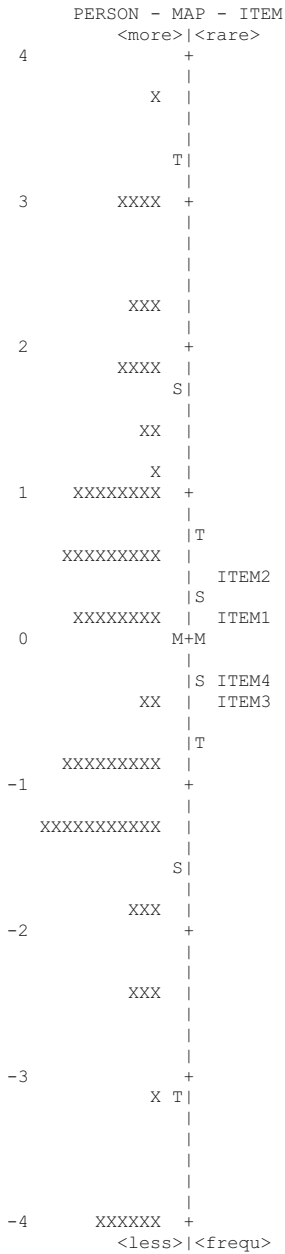 PERSON - MAP - ITEM
<more>|<rare>
4 +
|
|
X |
|
|
|
T|
|
|
3 XXXX +
|
|
|
|
|
|
XXX |
|
|
2 +
XXXX |
S|
|
|
XX |
|
|
X |
1 XXXXXXXX +
|
|
|T
XXXXXXXXX |
| ITEM2
|S
XXXXXXXX | ITEM1
0 M+M
|
|
|S ITEM4
XX | ITEM3
|
|
|T
XXXXXXXXX |
-1 +
|
|
XXXXXXXXXXX |
|
|
S|
|
|
XXX |
-2 +
|
|
|
XXX |
|
|
|
|
|
-3 +
X T|
|
|
|
|
|
|
|
-4 XXXXXX +
<less>|<frequ>